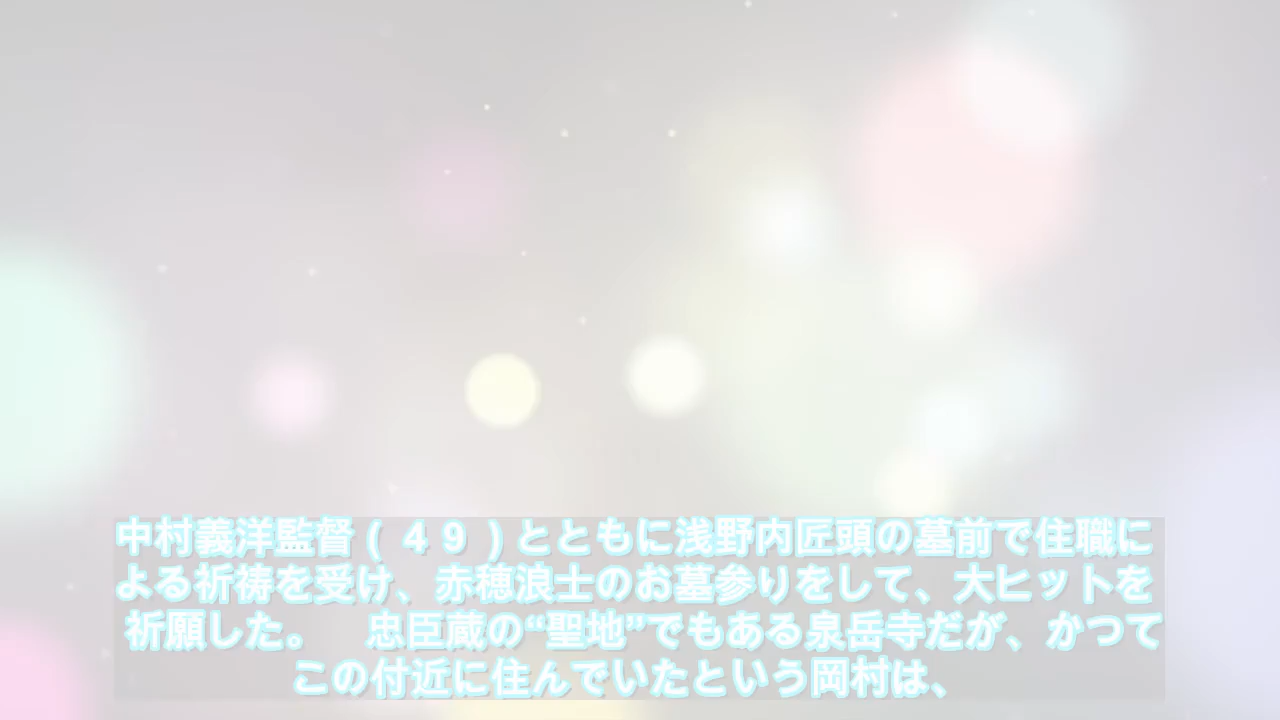 中村義洋監督（４９）とともに浅野内匠頭の墓前で住職に
よる祈祷を受け、赤穂浪士のお墓参りをして、大ヒットを
祈願した。　忠臣蔵の“聖地”でもある泉岳寺だが、かつて
この付近に住んでいたという岡村は、